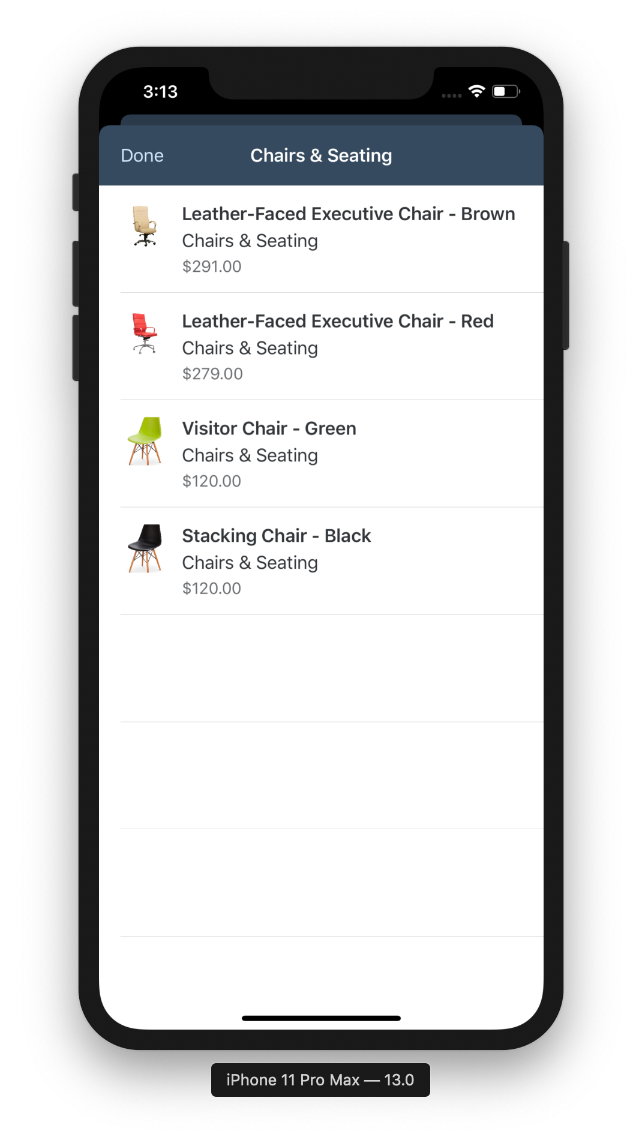 3:13
Done
Chairs & Seating
Leather-Faced Executive Chair - Brown
Chairs & Seating
$291.00
Leather-Faced Executive Chair - Red
Chairs & Seating
$279.00
Visitor Chair - Green
Chairs & Seating
$120.00
Stacking Chair - Black
Chairs & Seating
$120.00
iPhone 11 Pro Max — 13.0